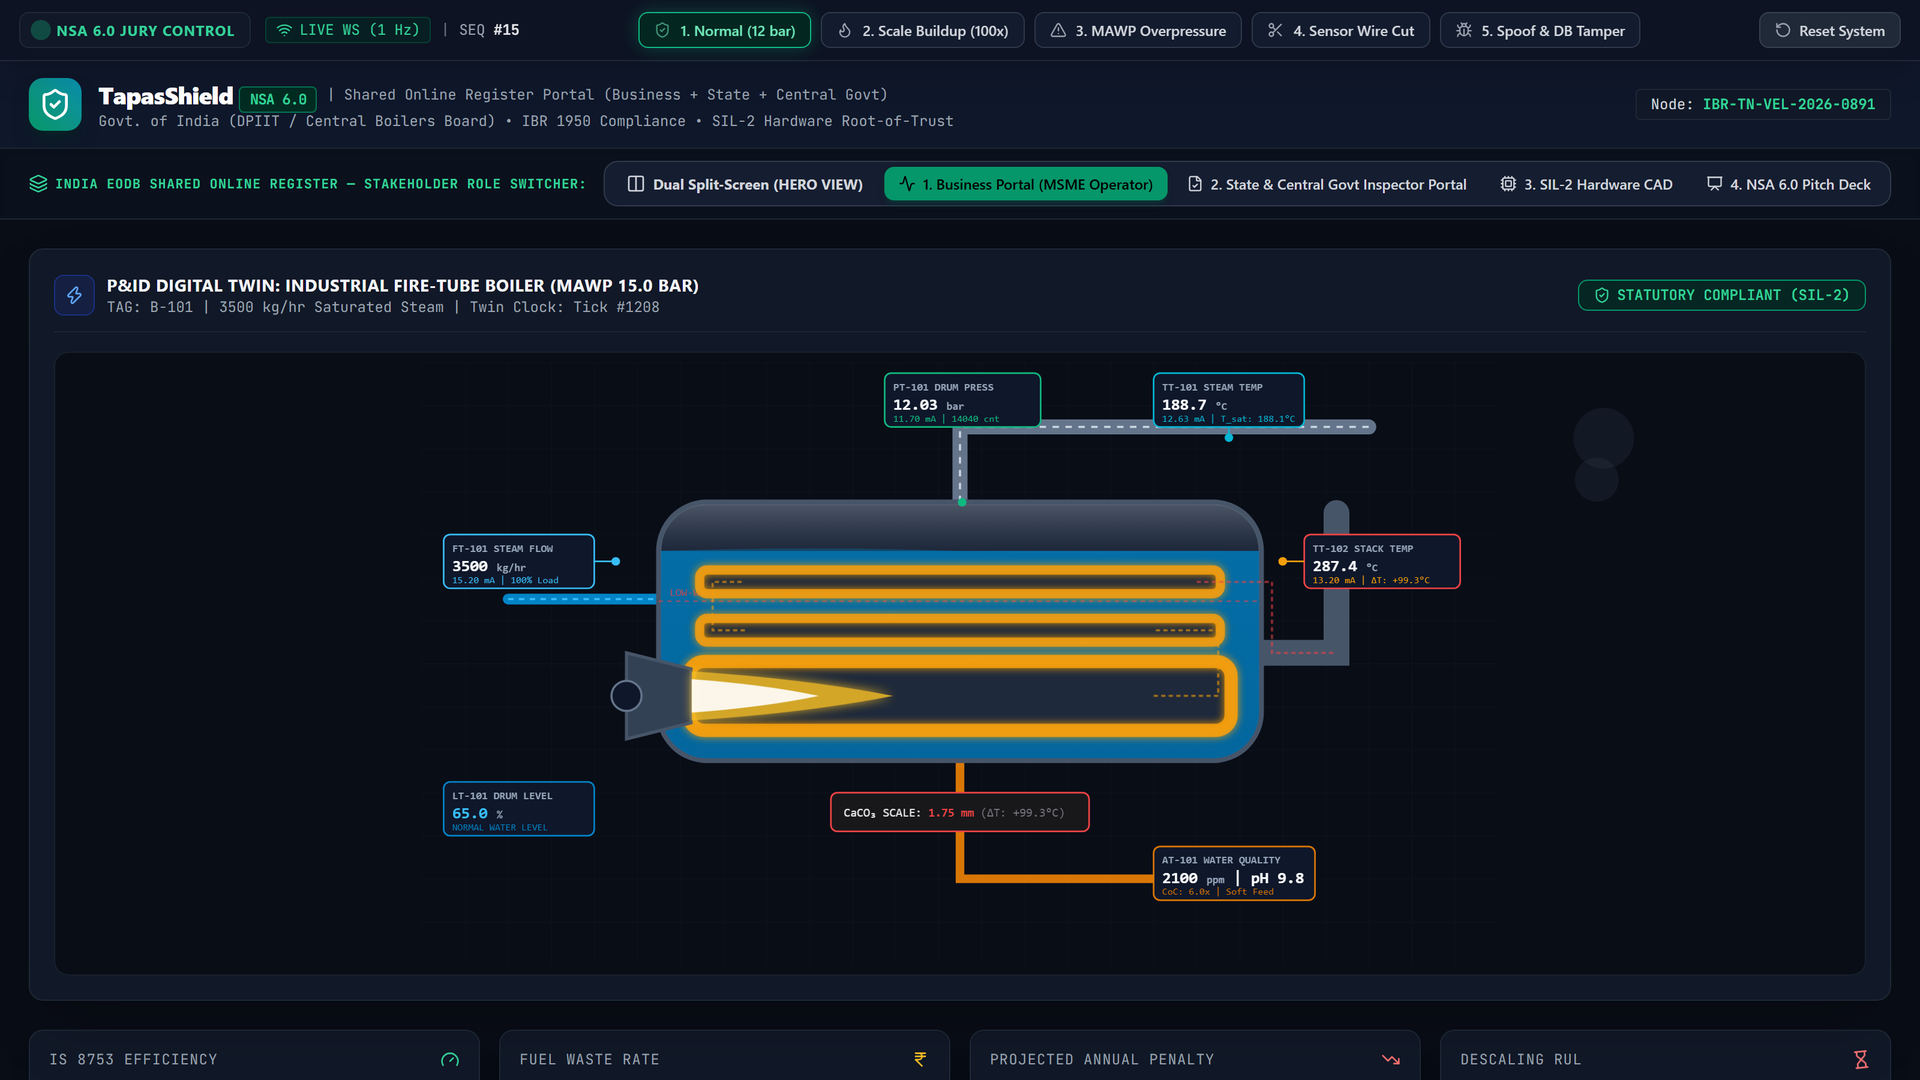 NSA 6.0 JURY CONTROL
LIVE WS (1 Hz)
| SEQ #15
1. Normal (12 bar)
2. Scale Buildup (100x)
3. MAWP Overpressure
4. Sensor Wire Cut
5. Spoof & DB Tamper
Reset System
TapasShield NSA 6.0 | Shared Online Register Portal (Business + State + Central Govt)
Govt. of India (DPIIT / Central Boilers Board) • IBR 1950 Compliance • SIL-2 Hardware Root-of-Trust
Node: IBR-TN-VEL-2026-0891
INDIA EODB SHARED ONLINE REGISTER — STAKEHOLDER ROLE SWITCHER:
Dual Split-Screen (HERO VIEW)
1. Business Portal (MSME Operator)
2. State & Central Govt Inspector Portal
3. SIL-2 Hardware CAD
4. NSA 6.0 Pitch Deck
P&ID DIGITAL TWIN: INDUSTRIAL FIRE-TUBE BOILER (MAWP 15.0 BAR)
TAG: B-101 | 3500 kg/hr Saturated Steam | Twin Clock: Tick #1208
STATUTORY COMPLIANT (SIL-2)
PT-101 DRUM PRESS
12.03 bar
11.70 mA | 14040 cnt
TT-101 STEAM TEMP
188.7 °C
12.63 mA | T_sat: 188.1°C
FT-101 STEAM FLOW
3500 kg/hr
15.20 mA | 100% Load
TT-102 STACK TEMP
287.4 °C
13.20 mA | ΔT: +99.3°C
LT-101 DRUM LEVEL
65.0 %
NORMAL WATER LEVEL
CaCO₃ SCALE: 1.75 mm (ΔT: +99.3°C)
AT-101 WATER QUALITY
2100 ppm | pH 9.8
CoC: 6.0x | Soft Feed
IS 8753 EFFICIENCY
FUEL WASTE RATE
₹
PROJECTED ANNUAL PENALTY
DESCALING RUL